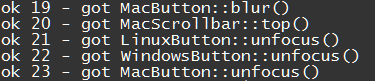 ok 19 - got MacButton::blur()
ok 20 - got MacScrollbar::top()
ok 21 - got LinuxButton::unfocus()
ok 22 - got WindowsButton::unfocus()
ok 23 - got MacButton::unfocus()